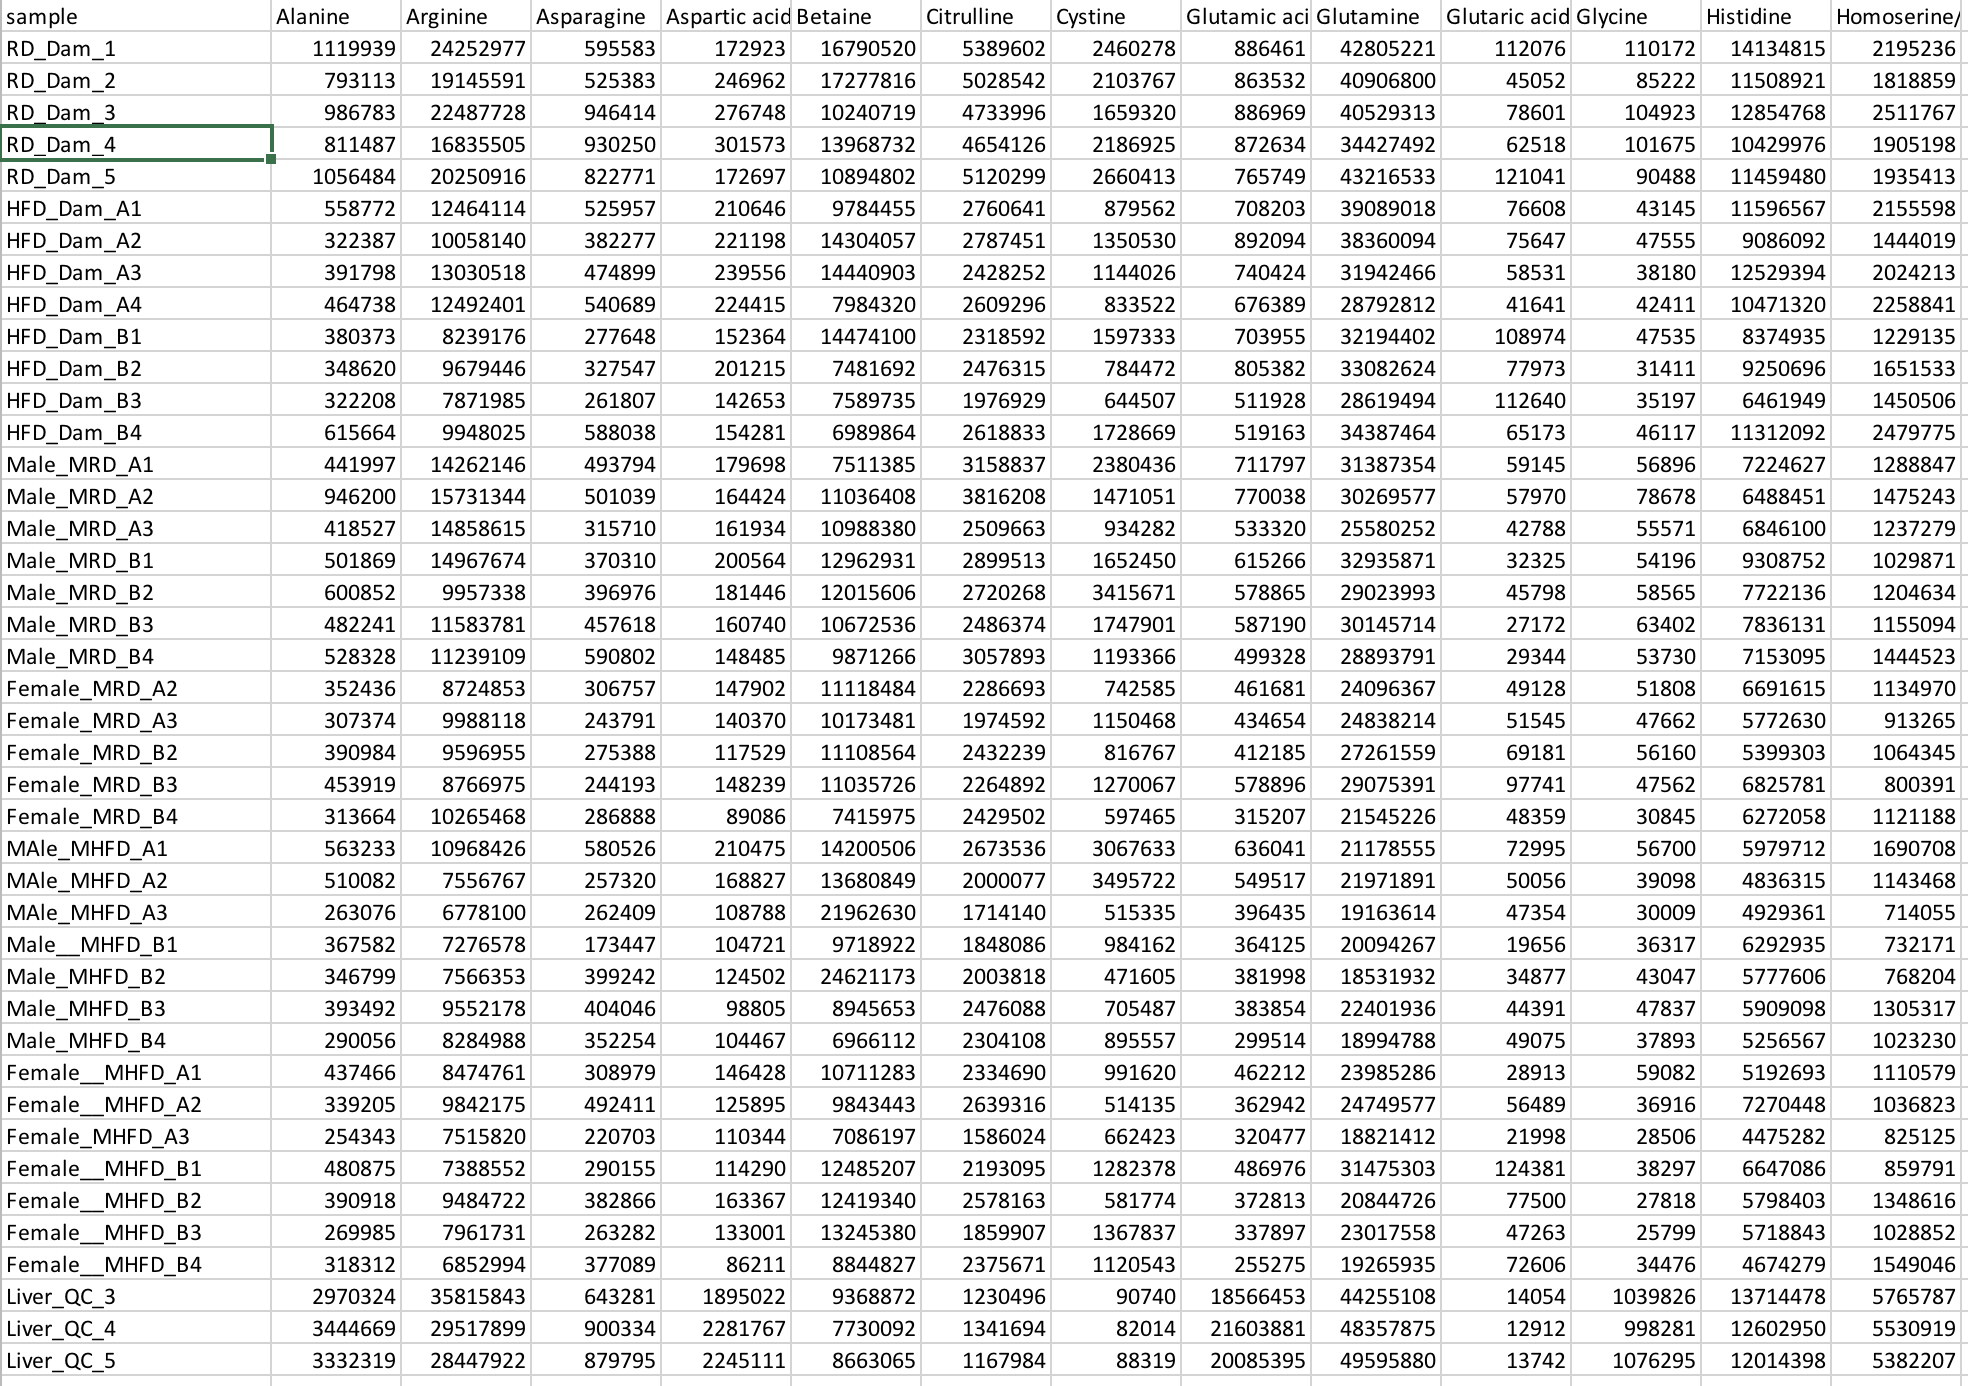 sample Alanine Arginine Asparagine Aspartic acid Betaine Citrulline Cystine Glutamic aci Glutamine Glutaric acid Glycine Histidine Homoserine/
RD_Dam_1 1119939 24252977 595583 172923 16790520 5389602 2460278 886461 42805221 112076 110172 14134815 2195236
RD_Dam_2 793113 19145591 525383 246962 17277816 5028542 2103767 863532 40906800 45052 85222 11508921 1818859
RD_Dam_3 986783 22487728 946414 276748 10240719 4733996 1659320 886969 40529313 78601 104923 12854768 2511767
RD_Dam_4 811487 16835505 930250 301573 13968732 4654126 2186925 872634 34427492 62518 101675 10429976 1905198
RD_Dam_5 1056484 20250916 822771 172697 10894802 5120299 2660413 765749 43216533 121041 90488 11459480 1935413
HFD_Dam_A1 558772 12464114 525957 210646 9784455 2760641 879562 708203 39089018 76608 43145 11596567 2155598
HFD_Dam_A2 322387 10058140 382277 221198 14304057 2787451 1350530 892094 38360094 75647 47555 9086092 1444019
HFD_Dam_A3 391798 13030518 474899 239556 14440903 2428252 1144026 740424 31942466 58531 38180 12529394 2024213
HFD_Dam_A4 464738 12492401 540689 224415 7984320 2609296 833522 676389 28792812 41641 42411 10471320 2258841
HFD_Dam_B1 380373 8239176 277648 152364 14474100 2318592 1597333 703955 32194402 108974 47535 8374935 1229135
HFD_Dam_B2 348620 9679446 327547 201215 7481692 2476315 784472 805382 33082624 77973 31411 9250696 1651533
HFD_Dam_B3 322208 7871985 261807 142653 7589735 1976929 644507 511928 28619494 112640 35197 6461949 1450506
HFD_Dam_B4 615664 9948025 588038 154281 6989864 2618833 1728669 519163 34387464 65173 46117 11312092 2479775
Male_MRD_A1 441997 14262146 493794 179698 7511385 3158837 2380436 711797 31387354 59145 56896 7224627 1288847
Male_MRD_A2 946200 15731344 501039 164424 11036408 3816208 1471051 770038 30269577 57970 78678 6488451 1475243
Male_MRD_A3 418527 14858615 315710 161934 10988380 2509663 934282 533320 25580252 42788 55571 6846100 1237279
Male_MRD_B1 501869 14967674 370310 200564 12962931 2899513 1652450 615266 32935871 32325 54196 9308752 1029871
Male_MRD_B2 600852 9957338 396976 181446 12015606 2720268 3415671 578865 29023993 45798 58565 7722136 1204634
Male_MRD_B3 482241 11583781 457618 160740 10672536 2486374 1747901 587190 30145714 27172 63402 7836131 1155094
Male_MRD_B4 528328 11239109 590802 148485 9871266 3057893 1193366 499328 28893791 29344 53730 7153095 1444523
Female_MRD_A2 352436 8724853 306757 147902 11118484 2286693 742585 461681 24096367 49128 51808 6691615 1134970
Female_MRD_A3 307374 9988118 243791 140370 10173481 1974592 1150468 434654 24838214 51545 47662 5772630 913265
Female_MRD_B2 390984 9596955 275388 117529 11108564 2432239 816767 412185 27261559 69181 56160 5399303 1064345
Female_MRD_B3 453919 8766975 244193 148239 11035726 2264892 1270067 578896 29075391 97741 47562 6825781 800391
Female_MRD_B4 313664 10265468 286888 89086 7415975 2429502 597465 315207 21545226 48359 30845 6272058 1121188
MAle_MHFD_A1 563233 10968426 580526 210475 14200506 2673536 3067633 636041 21178555 72995 56700 5979712 1690708
MAle_MHFD_A2 510082 7556767 257320 168827 13680849 2000077 3495722 549517 21971891 50056 39098 4836315 1143468
MAle_MHFD_A3 263076 6778100 262409 108788 21962630 1714140 515335 396435 19163614 47354 30009 4929361 714055
Male__MHFD_B1 367582 7276578 173447 104721 9718922 1848086 984162 364125 20094267 19656 36317 6292935 732171
Male_MHFD_B2 346799 7566353 399242 124502 24621173 2003818 471605 381998 18531932 34877 43047 5777606 768204
Male_MHFD_B3 393492 9552178 404046 98805 8945653 2476088 705487 383854 22401936 44391 47837 5909098 1305317
Male_MHFD_B4 290056 8284988 352254 104467 6966112 2304108 895557 299514 18994788 49075 37893 5256567 1023230
Female__MHFD_A1 437466 8474761 308979 146428 10711283 2334690 991620 462212 23985286 28913 59082 5192693 1110579
Female__MHFD_A2 339205 9842175 492411 125895 9843443 2639316 514135 362942 24749577 56489 36916 7270448 1036823
Female_MHFD_A3 254343 7515820 220703 110344 7086197 1586024 662423 320477 18821412 21998 28506 4475282 825125
Female__MHFD_B1 480875 7388552 290155 114290 12485207 2193095 1282378 486976 31475303 124381 38297 6647086 859791
Female__MHFD_B2 390918 9484722 382866 163367 12419340 2578163 581774 372813 20844726 77500 27818 5798403 1348616
Female__MHFD_B3 269985 7961731 263282 133001 13245380 1859907 1367837 337897 23017558 47263 25799 5718843 1028852
Female__MHFD_B4 318312 6852994 377089 86211 8844827 2375671 1120543 255275 19265935 72606 34476 4674279 1549046
Liver_QC_3 2970324 35815843 643281 1895022 9368872 1230496 90740 18566453 44255108 14054 1039826 13714478 5765787
Liver_QC_4 3444669 29517899 900334 2281767 7730092 1341694 82014 21603881 48357875 12912 998281 12602950 5530919
Liver_QC_5 3332319 28447922 879795 2245111 8663065 1167984 88319 20085395 49595880 13742 1076295 12014398 5382207